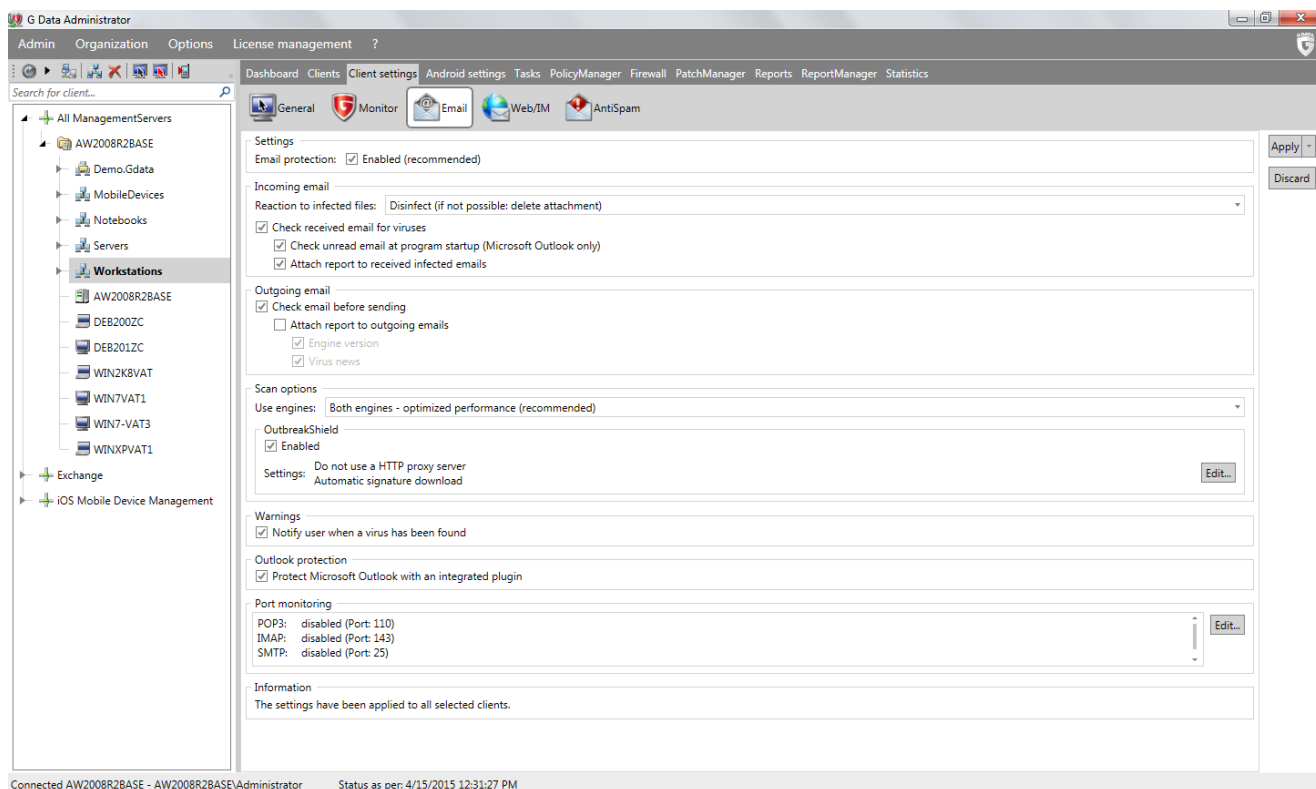 G Data Administrator
Admin Organization Options License management ?
Search for client...
All ManagementServers
AW2008R2BASE
Demo.Gdata
MobileDevices
Notebooks
Servers
Workstations
AW2008R2BASE
DEB200ZC
DEB201ZC
WIN2K8VAT
WIN7VAT1
WIN7-VAT3
WINXPVAT1
Exchange
iOS Mobile Device Management
Dashboard Clients Client settings Android settings Tasks PolicyManager Firewall PatchManager Reports ReportManager Statistics
General Monitor Email Web/IM AntiSpam
Settings
Email protection: Enabled (recommended)
Incoming email
Reaction to infected files: Disinfect (if not possible: delete attachment)
Check received email for viruses
Check unread email at program startup (Microsoft Outlook only)
Attach report to received infected emails
Outgoing email
Check email before sending
Attach report to outgoing emails
Engine version
Virus news
Scan options
Use engines: Both engines - optimized performance (recommended)
OutbreakShield
Enabled
Settings: Do not use a HTTP proxy server
Automatic signature download
Edit...
Warnings
Notify user when a virus has been found
Outlook protection
Protect Microsoft Outlook with an integrated plugin
Port monitoring
POP3: disabled (Port: 110)
IMAP: disabled (Port: 143)
SMTP: disabled (Port: 25)
Edit...
Information
The settings have been applied to all selected clients.
Apply
Discard
Connected AW2008R2BASE - AW2008R2BASE\Administrator Status as per: 4/15/2015 12:31:27 PM